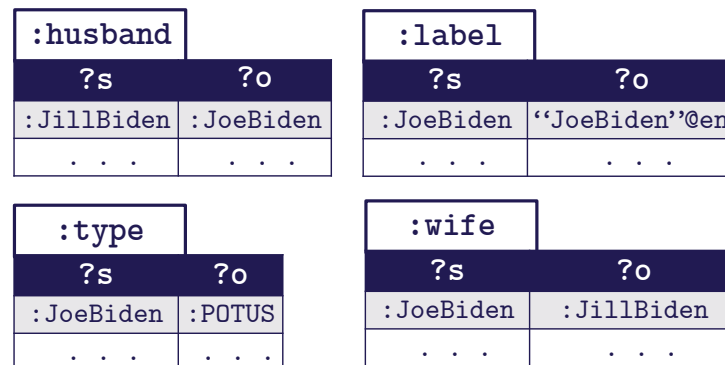 :husband
?s ?o
:JillBiden :JoeBiden
. . . . . .
:label
?s ?o
:JoeBiden “JoeBiden”@en
. . . . . .
:type
?s ?o
:JoeBiden :POTUS
. . . . . .
:wife
?s ?o
:JoeBiden :JillBiden
. . . . . .